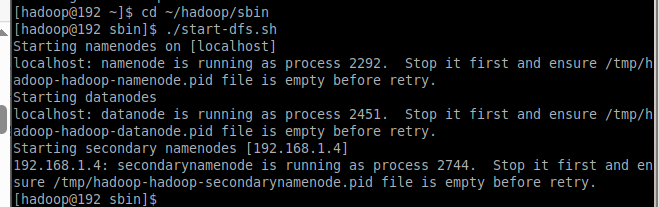 [hadoop@192 ~]$ cd ~/hadoop/sbin
[hadoop@192 sbin]$ ./start-dfs.sh
Starting namenodes on [localhost]
localhost: namenode is running as process 2292.  Stop it first and ensure /tmp/h
adoop-hadoop-namenode.pid file is empty before retry.
Starting datanodes
localhost: datanode is running as process 2451.  Stop it first and ensure /tmp/h
adoop-hadoop-datanode.pid file is empty before retry.
Starting secondary namenodes [192.168.1.4]
192.168.1.4: secondarynamenode is running as process 2744.  Stop it first and en
sure /tmp/hadoop-hadoop-secondarynamenode.pid file is empty before retry.
[hadoop@192 sbin]$